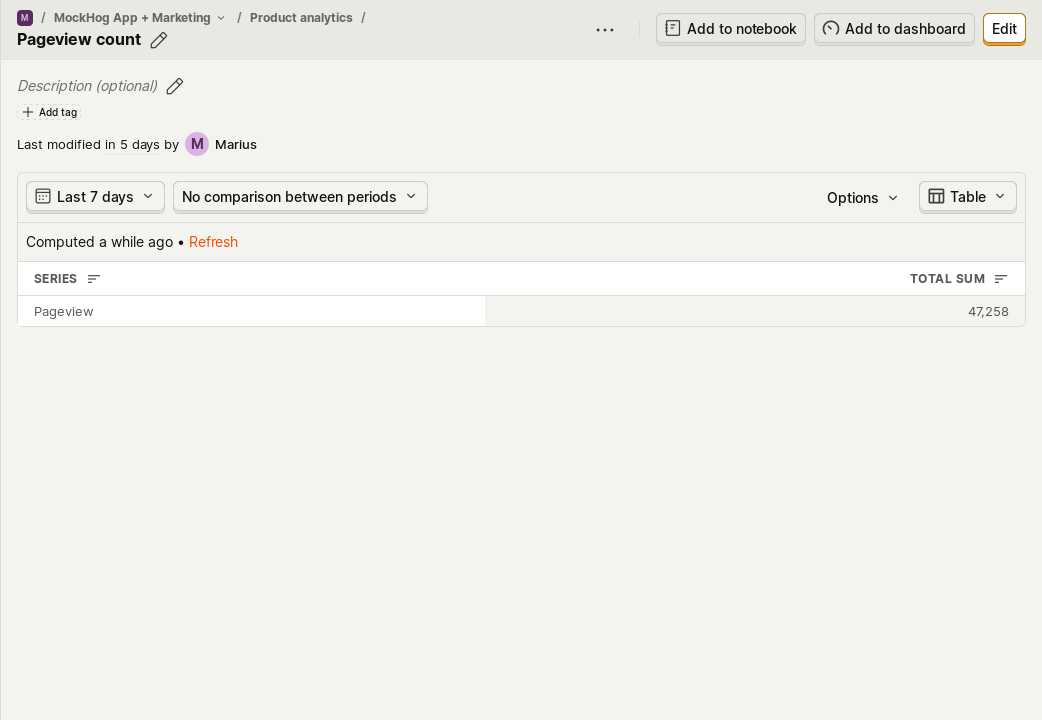 M / MockHog App + Marketing / Product analytics /
Pageview count
Add to notebook
Add to dashboard
Edit
Description (optional)
Add tag
Last modified in 5 days by M Marius
Last 7 days
No comparison between periods
Options
Table
Computed a while ago • Refresh
SERIES
TOTAL SUM
Pageview
47,258